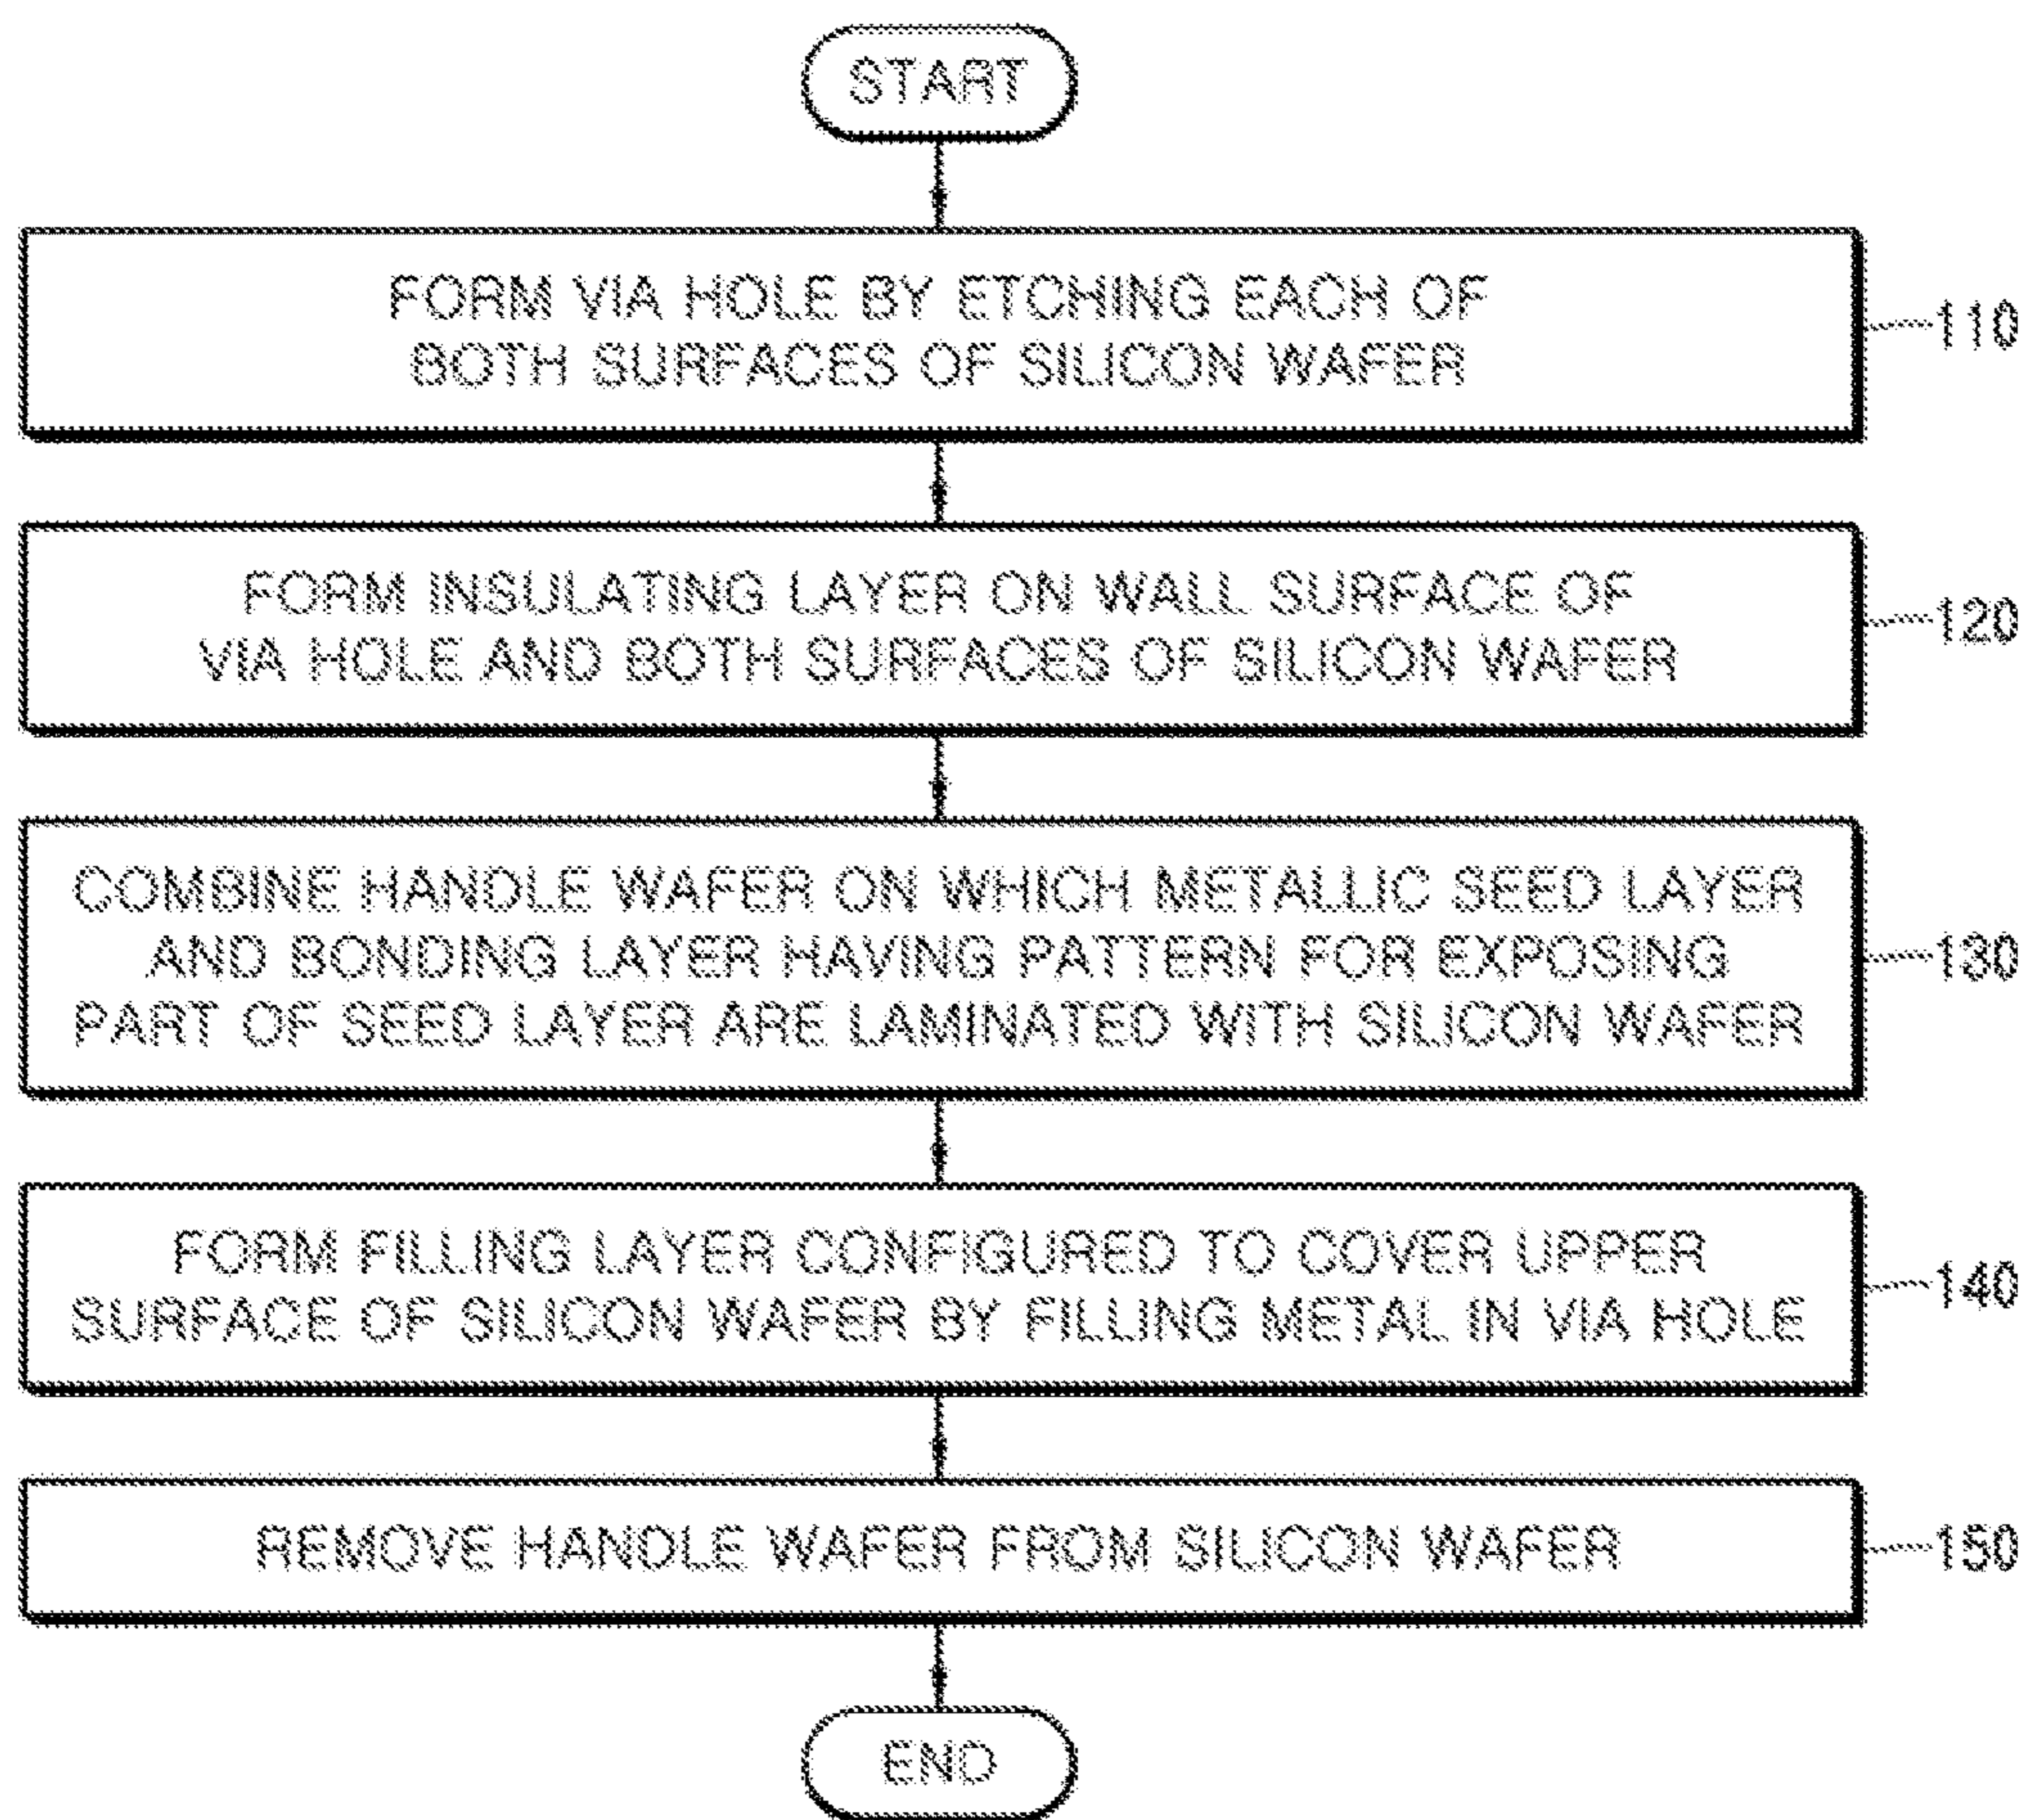 START
FORM VIA HOLE BY ETCHING EACH OF
BOTH SURFACES OF SILICON WAFER
110
FORM INSULATING LAYER ON WALL SURFACE OF
VIA HOLE AND BOTH SURFACES OF SILICON WAFER
120
COMBINE HANDLE WAFER ON WHICH METALLIC SEED LAYER
AND BONDING LAYER HAVING PATTERN FOR EXPOSING
PART OF SEED LAYER ARE LAMINATED WITH SILICON WAFER
130
FORM FILLING LAYER CONFIGURED TO COVER UPPER
SURFACE OF SILICON WAFER BY FILLING METAL IN VIA HOLE
140
REMOVE HANDLE WAFER FROM SILICON WAFER
150
END